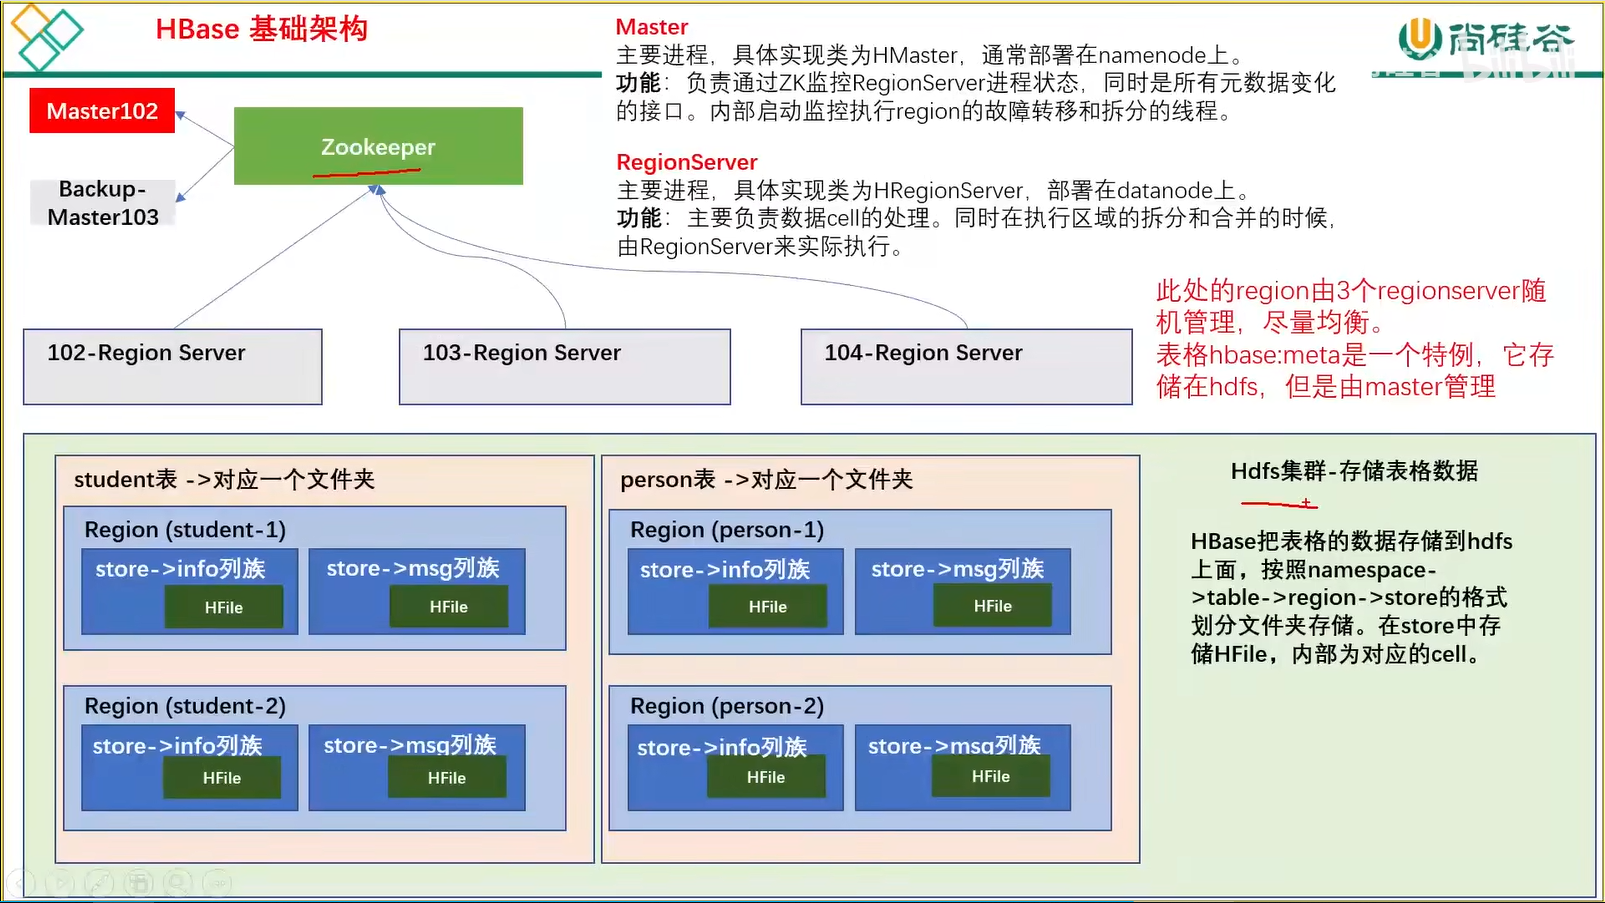 HBase 基础架构
尚硅谷
bilibili
Master
主要进程，具体实现类为HMaster，通常部署在namenode上。
功能：负责通过ZK监控RegionServer进程状态，同时是所有元数据变化
的接口。内部启动监控执行region的故障转移和拆分的线程。
RegionServer
主要进程，具体实现类为HRegionServer，部署在datanode上。
功能：主要负责数据cell的处理。同时在执行区域的拆分和合并的时候，
由RegionServer来实际执行。
Master102
Zookeeper
Backup-
Master103
102-Region Server
103-Region Server
104-Region Server
此处的region由3个regionserver随
机管理，尽量均衡。
表格hbase:meta是一个特例，它存
储在hdfs，但是由master管理
student表 ->对应一个文件夹
Region (student-1)
store->info列族
HFile
store->msg列族
HFile
Region (student-2)
store->info列族
HFile
store->msg列族
HFile
person表 ->对应一个文件夹
Region (person-1)
store->info列族
HFile
store->msg列族
HFile
Region (person-2)
store->info列族
HFile
store->msg列族
HFile
Hdfs集群-存储表格数据
HBase把表格的数据存储到hdfs
上面，按照namespace-
>table->region->store的格式
划分文件夹存储。在store中存
储HFile，内部为对应的cell。